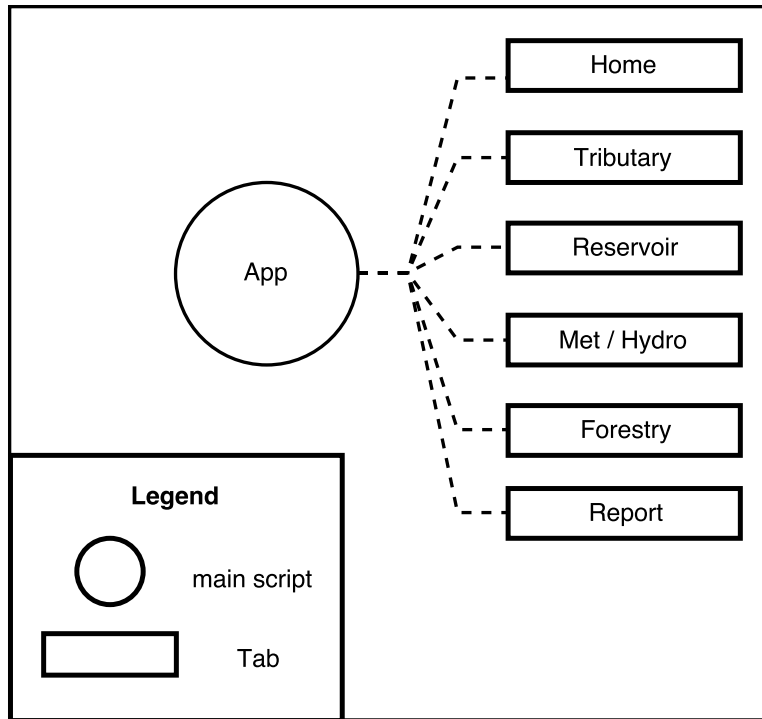 Home
Tributary
Reservoir
App
Met / Hydro
Forestry
Report
Legend
main script
Tab